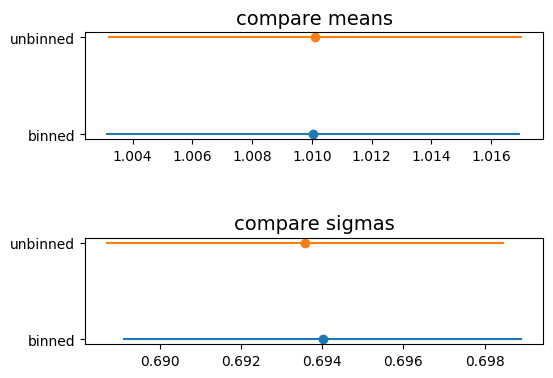 compare means
unbinned
binned
1.004 1.006 1.008 1.010 1.012 1.014 1.016
compare sigmas
unbinned
binned
0.690 0.692 0.694 0.696 0.698